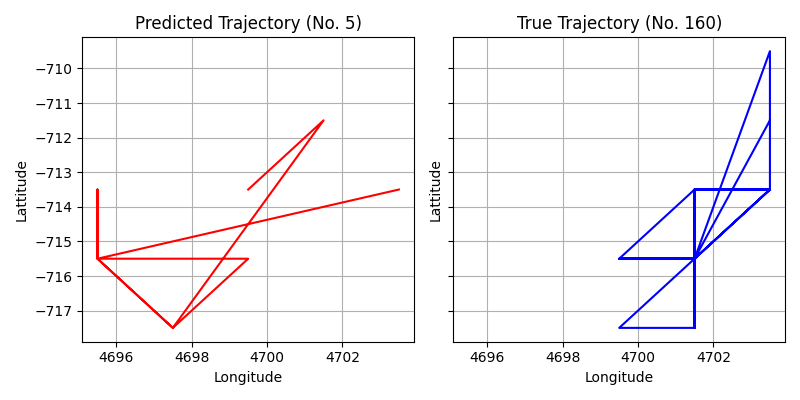 Predicted Trajectory (No. 5)
True Trajectory (No. 160)
Lattitude
−710
−711
−712
−713
−714
−715
−716
−717
4696
4698
4700
4702
Longitude
Lattitude
4696
4698
4700
4702
Longitude